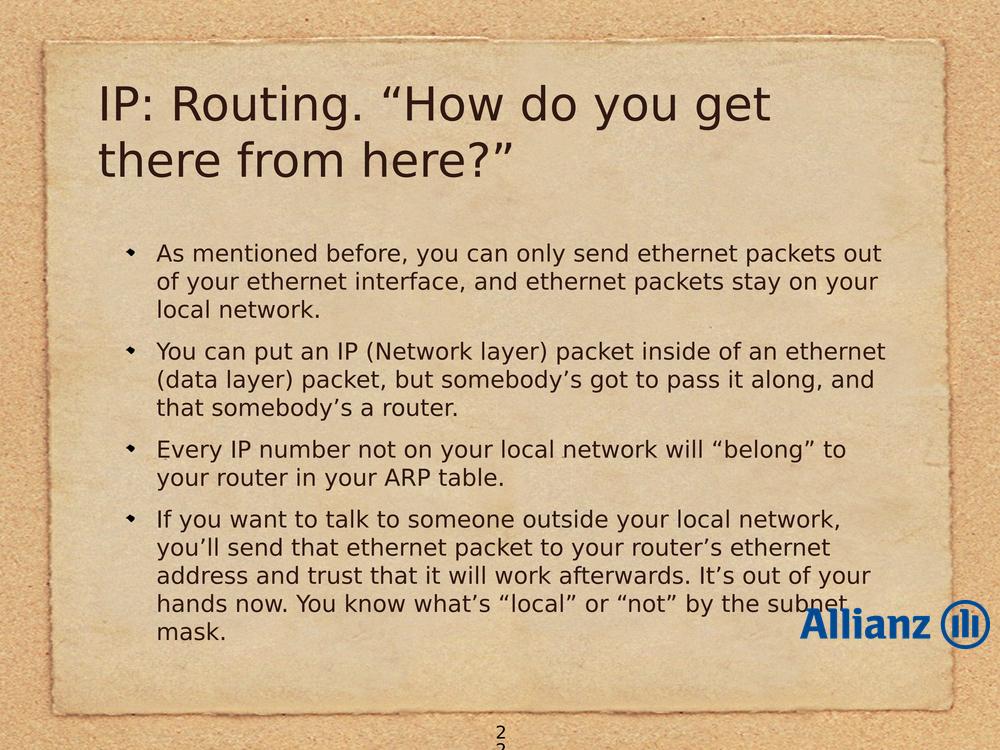 IP: Routing. “How do you get
there from here?”
As mentioned before, you can only send ethernet packets out
of your ethernet interface, and ethernet packets stay on your
local network.
You can put an IP (Network layer) packet inside of an ethernet
(data layer) packet, but somebody’s got to pass it along, and
that somebody’s a router.
Every IP number not on your local network will “belong” to
your router in your ARP table.
If you want to talk to someone outside your local network,
you’ll send that ethernet packet to your router’s ethernet
address and trust that it will work afterwards. It’s out of your
hands now. You know what’s “local” or “not” by the subnet
mask.
Allianz
2
2